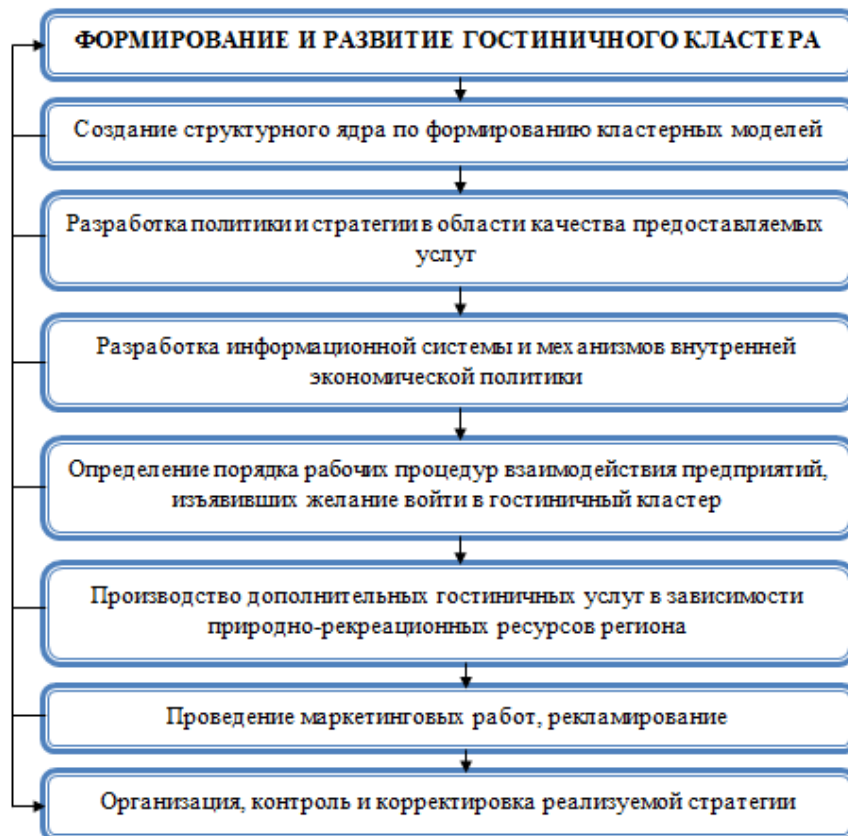 ФОРМИРОВАНИЕ И РАЗВИТИЕ ГОСТИНИЧНОГО КЛАСТЕРА
Создание структурного ядра по формированию кластерных моделей
Разработка политики и стратегии в области качества предоставляемых
услуг
Разработка информационной системы и механизмов внутренней
экономической политики
Определение порядка рабочих процедур взаимодействия предприятий,
изъявивших желание войти в гостиничный кластер
Производство дополнительных гостиничных услуг в зависимости
природно-рекреационных ресурсов региона
Проведение маркетинговых работ, рекламирование
Организация, контроль и корректировка реализуемой стратегии